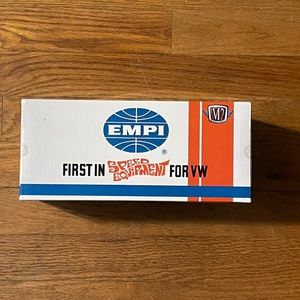 EMPI
®
M2
FIRST IN SPEED EQUIPMENT FOR VW